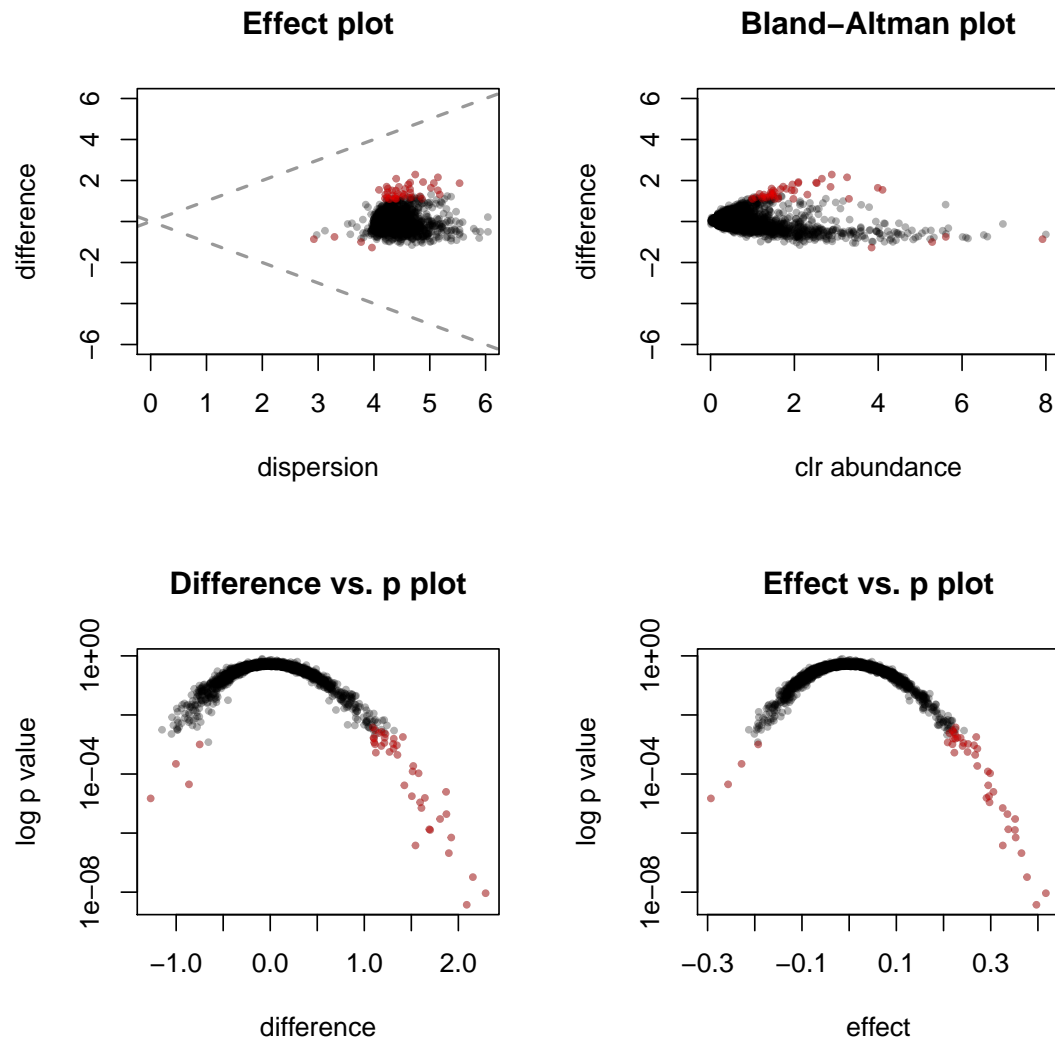 Effect plot
difference
6
4
2
0
−2
−6
0 1 2 3 4 5 6
dispersion
Bland−Altman plot
difference
6
4
2
0
−2
−6
0 2 4 6 8
clr abundance
Difference vs. p plot
log p value
1e+00
1e−04
1e−08
−1.0 0.0 1.0 2.0
difference
Effect vs. p plot
log p value
1e+00
1e−04
1e−08
−0.3 −0.1 0.1 0.3
effect